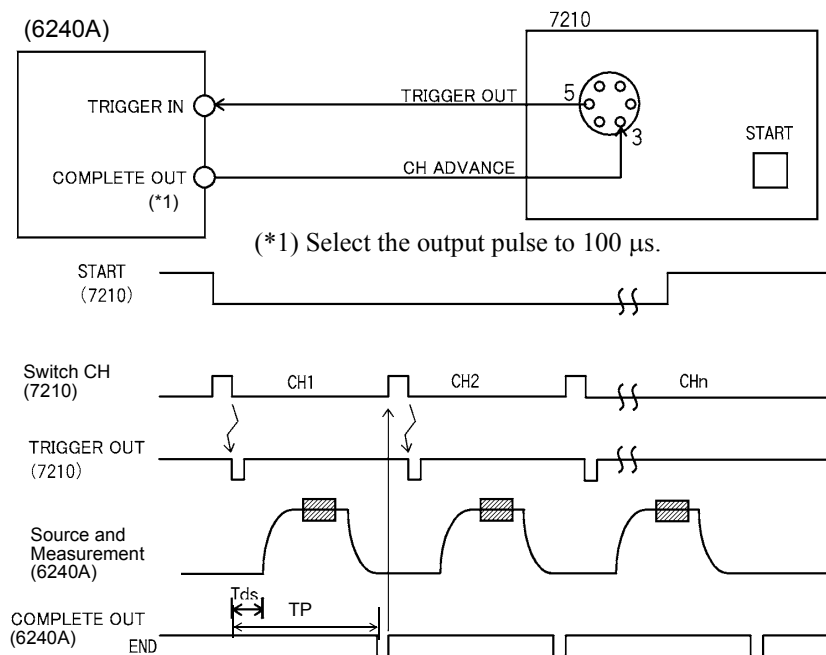 7210
(6240A)
TRIGGER IN
TRIGGER OUT
5
3
START
COMPLETE OUT
(*1)
CH ADVANCE
(*1) Select the output pulse to 100 μs.
START
(7210)
Switch CH
(7210)
CH1
CH2
CHn
TRIGGER OUT
(7210)
Source and
Measurement
(6240A)
Tds
TP
COMPLETE OUT
(6240A)
END